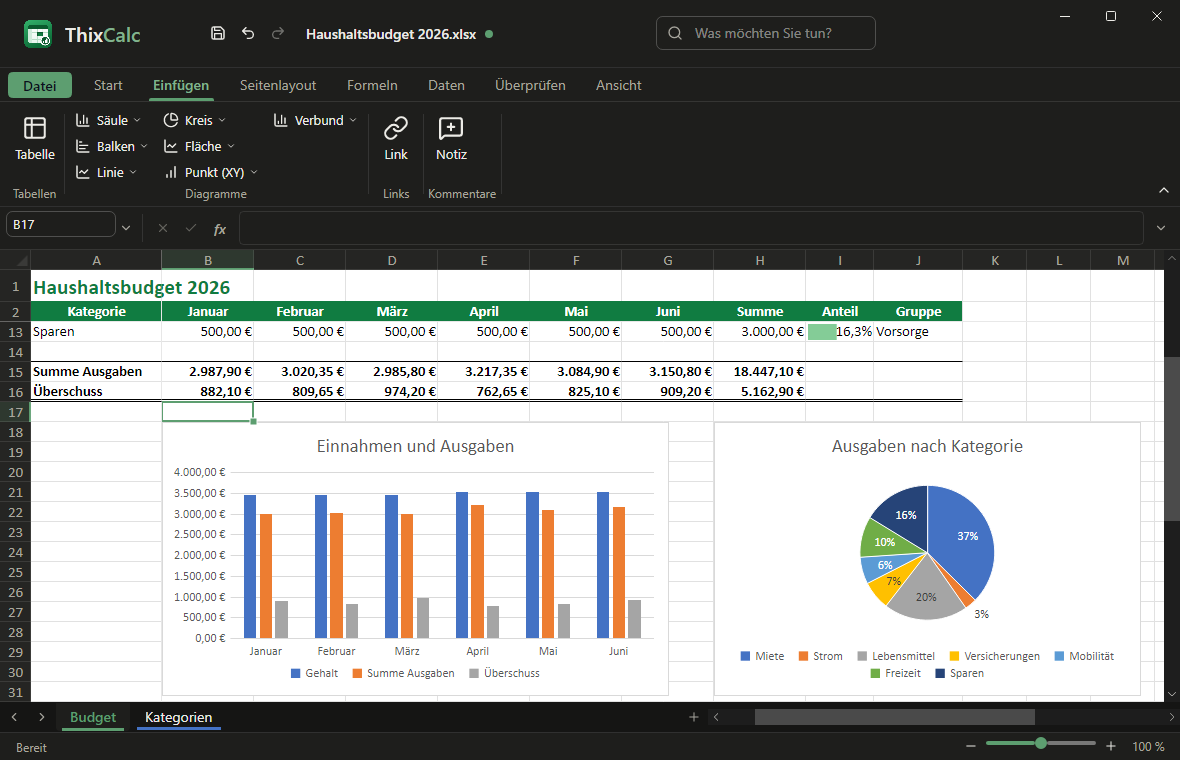 ThixCalc
Haushaltsbudget 2026.xlsx
Was möchten Sie tun?
Datei Start Einfügen Seitenlayout Formeln Daten Überprüfen Ansicht
Säule Kreis Verbund
Tabelle Balken Fläche Link Notiz
Linie Punkt (XY)
Tabellen Diagramme Links Kommentare
B17 fx
A B C D E F G H I J K L M
1 Haushaltsbudget 2026
2 Kategorie Januar Februar März April Mai Juni Summe Anteil Gruppe
13 Sparen 500,00 € 500,00 € 500,00 € 500,00 € 500,00 € 500,00 € 3.000,00 € 16,3% Vorsorge
14
15 Summe Ausgaben 2.987,90 € 3.020,35 € 2.985,80 € 3.217,35 € 3.084,90 € 3.150,80 € 18.447,10 €
16 Überschuss 882,10 € 809,65 € 974,20 € 762,65 € 825,10 € 909,20 € 5.162,90 €
17
18
19
20
21
22
23
24
25
26
27
28
29
30
31
Einnahmen und Ausgaben
4.000,00 €
3.500,00 €
3.000,00 €
2.500,00 €
2.000,00 €
1.500,00 €
1.000,00 €
500,00 €
0,00 €
Januar Februar März April Mai Juni
Gehalt Summe Ausgaben Überschuss
Ausgaben nach Kategorie
16%
37%
10%
6%
7%
20%
3%
Miete Strom Lebensmittel Versicherungen Mobilität
Freizeit Sparen
Budget Kategorien
Bereit 100 %